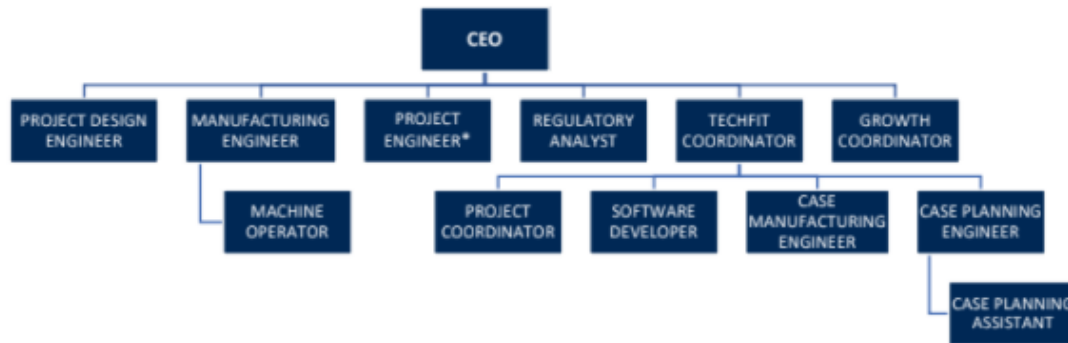 CEO
PROJECT DESIGN
ENGINEER
MANUFACTURING
ENGINEER
PROJECT
ENGINEER*
REGULATORY
ANALYST
TECHFIT
COORDINATOR
GROWTH
COORDINATOR
MACHINE
OPERATOR
PROJECT
COORDINATOR
SOFTWARE
DEVELOPER
CASE
MANUFACTURING
ENGINEER
CASE PLANNING
ENGINEER
CASE PLANNING
ASSISTANT